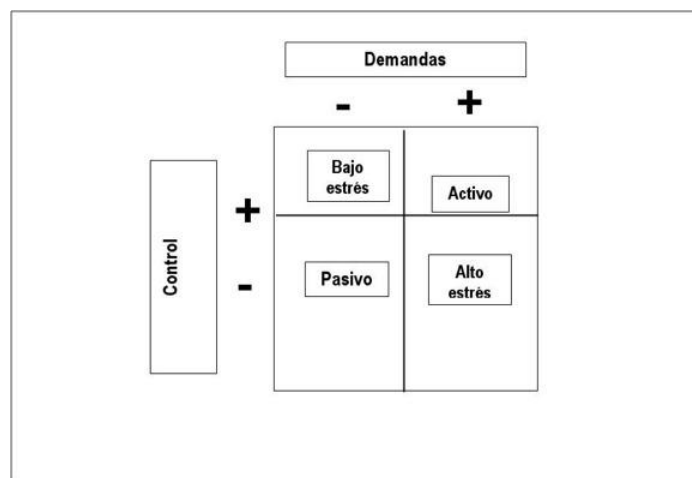 Demandas
- +
Bajo
estrés
Activo
+
Control
-
Pasivo
Alto
estrés